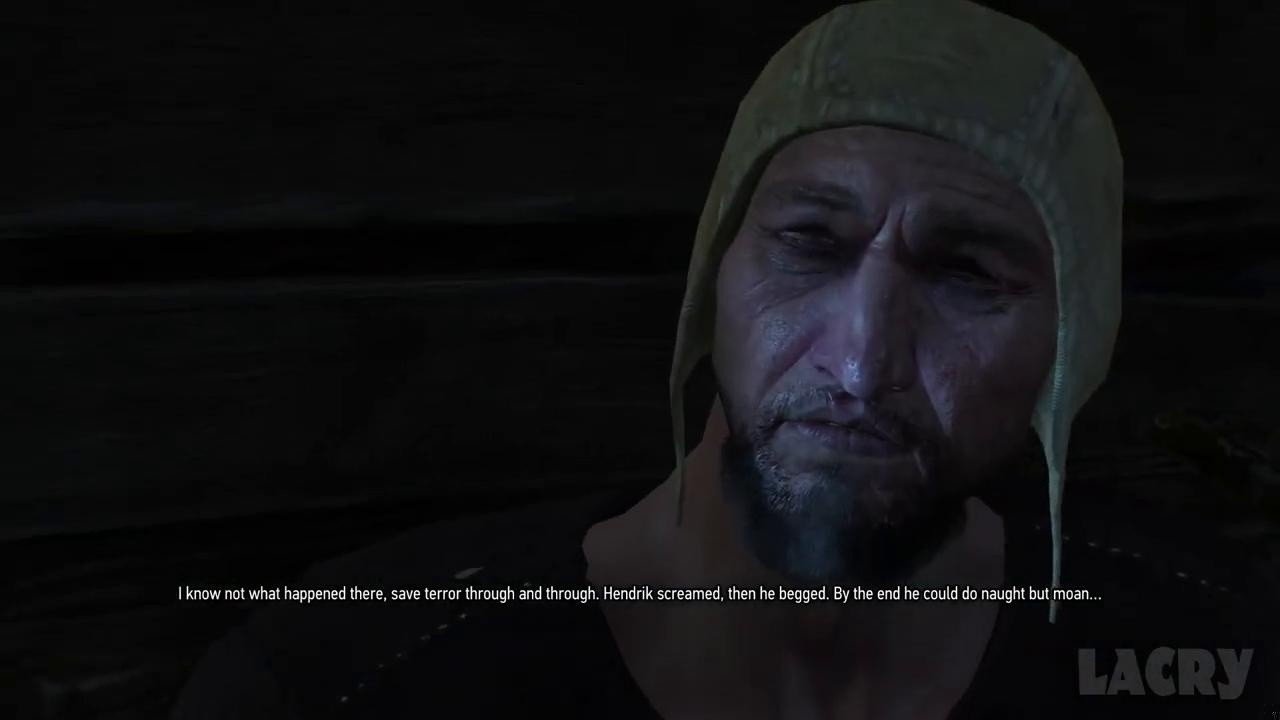 I know not what happened there, save terror through and through. Hendrik screamed, then he begged. By the end he could do naught but moan...
LACRY